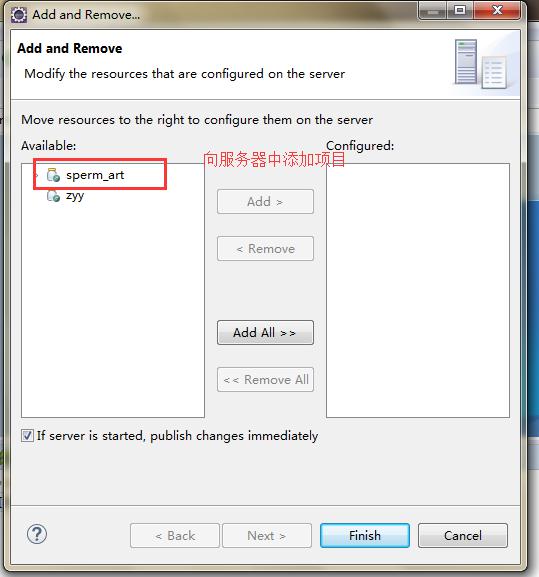 Add and Remove...
Add and Remove
Modify the resources that are configured on the server
Move resources to the right to configure them on the server
Available:
向服务器中添加项目
Configured:
sperm_art
zyy
Add >
< Remove
Add All >>
<< Remove All
If server is started, publish changes immediately
?
< Back
Next >
Finish
Cancel